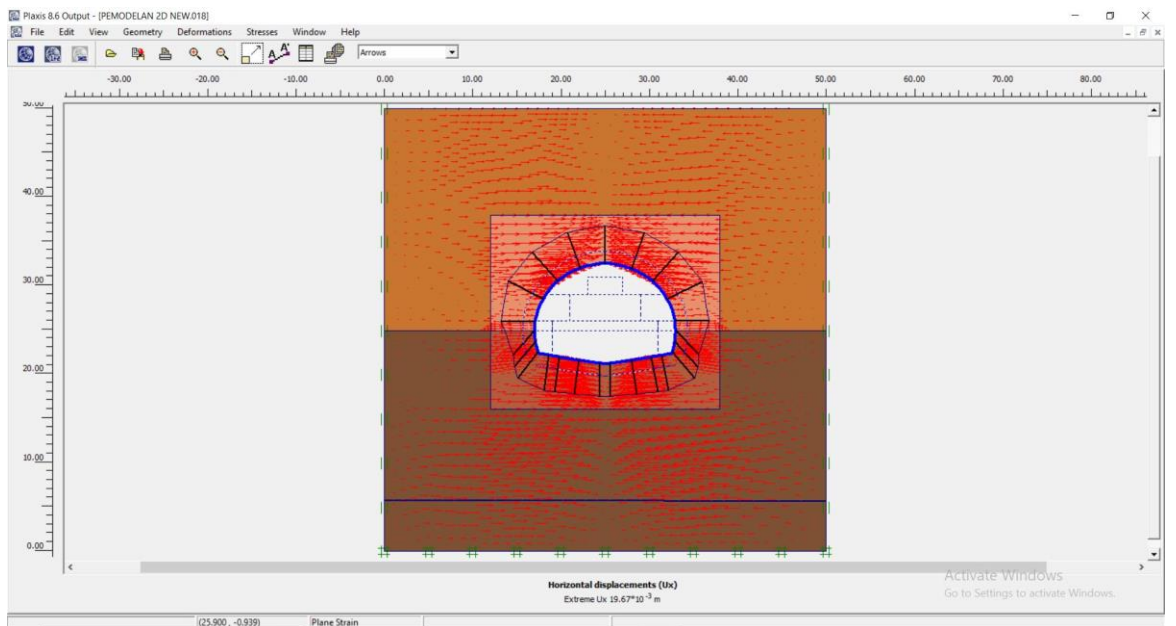 Plaxis 8.6 Output - [PEMODELAN 2D NEW.018]
File Edit View Geometry Deformations Stresses Window Help
Arrows
-30.00 -20.00 -10.00 0.00 10.00 20.00 30.00 40.00 50.00 60.00 70.00 80.00
50.00
40.00
30.00
20.00
10.00
0.00
Horizontal displacements (Ux)
Extreme Ux 19.67*10-3 m
Activate Windows
Go to Settings to activate Windows.
(25.900 , -0.939) Plane Strain